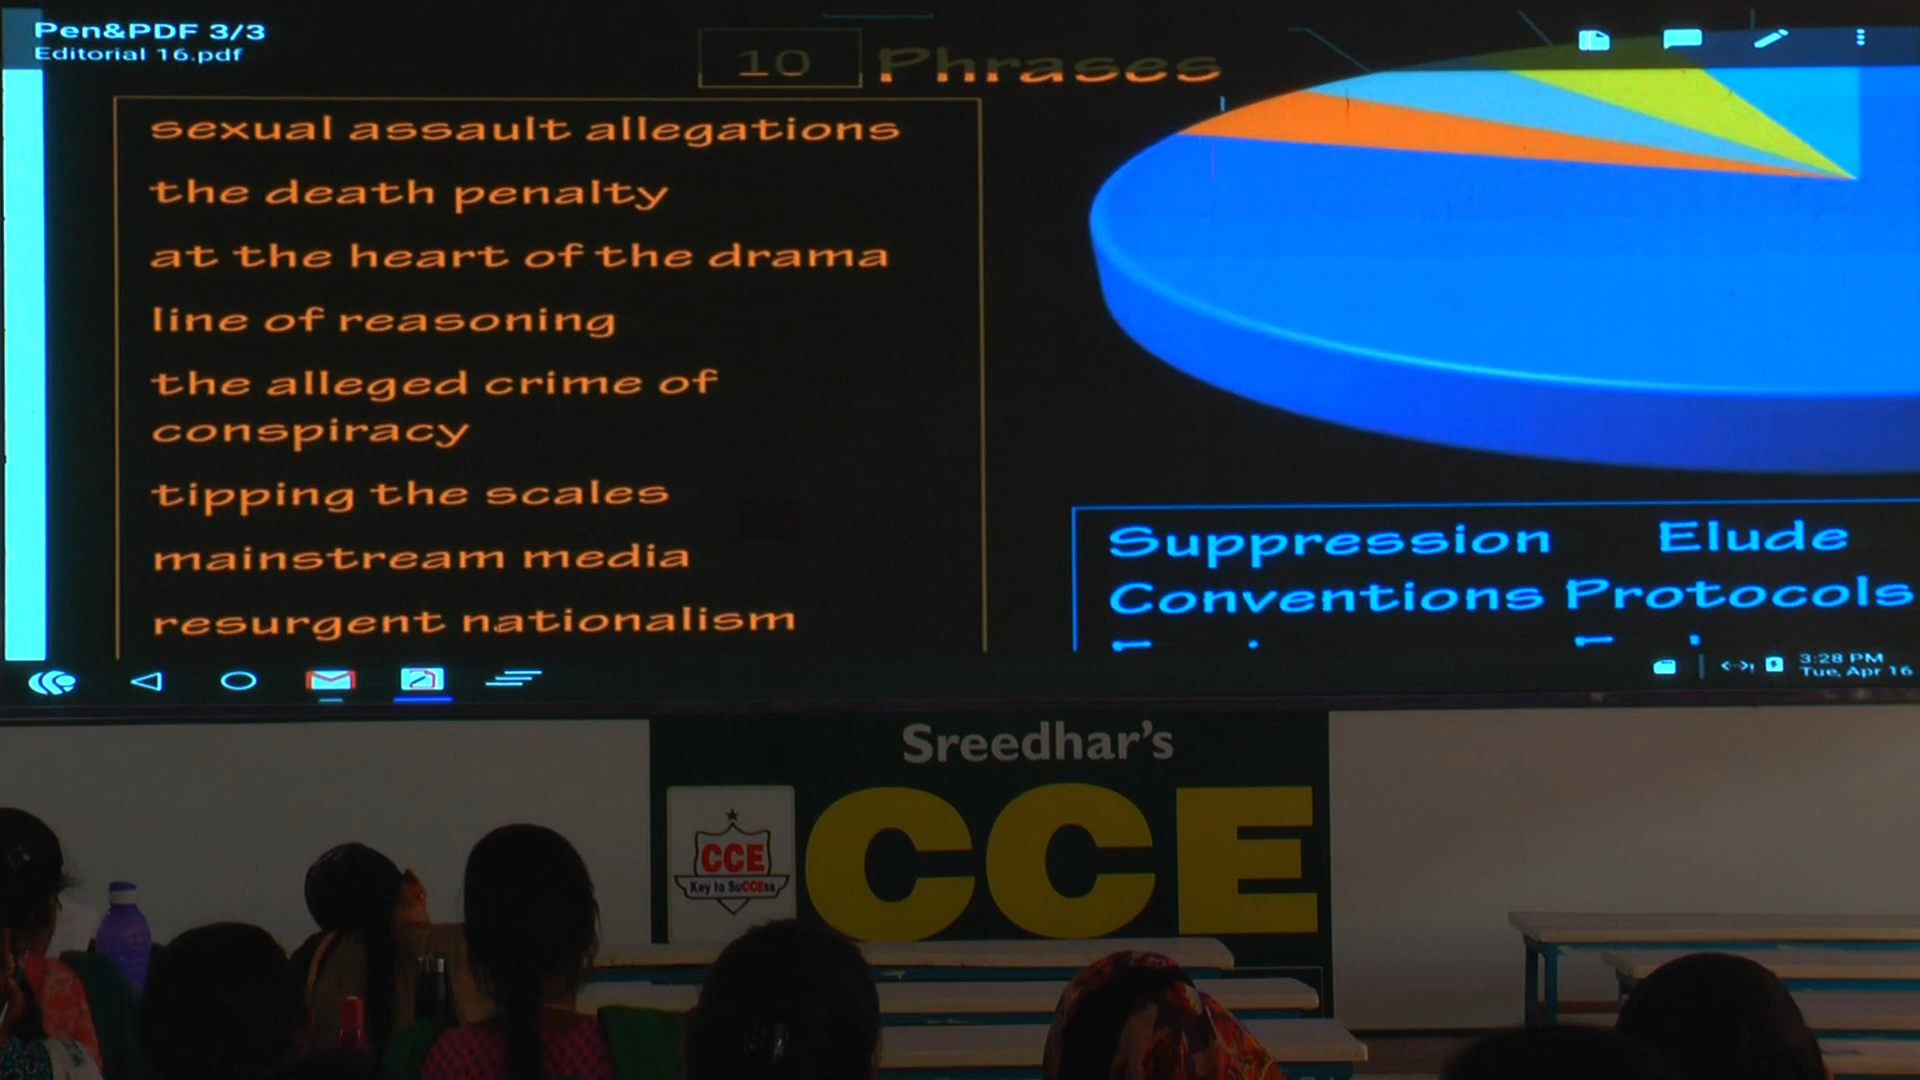 Pen&PDF 3/3
Editorial 16.pdf
10 Phrases
sexual assault allegations
the death penalty
at the heart of the drama
line of reasoning
the alleged crime of
conspiracy
tipping the scales
mainstream media
resurgent nationalism
Suppression Elude
Conventions Protocols
3:28 PM
Tue, Apr 16
Sreedhar's
CCE
CCE
Key to SuCCEss